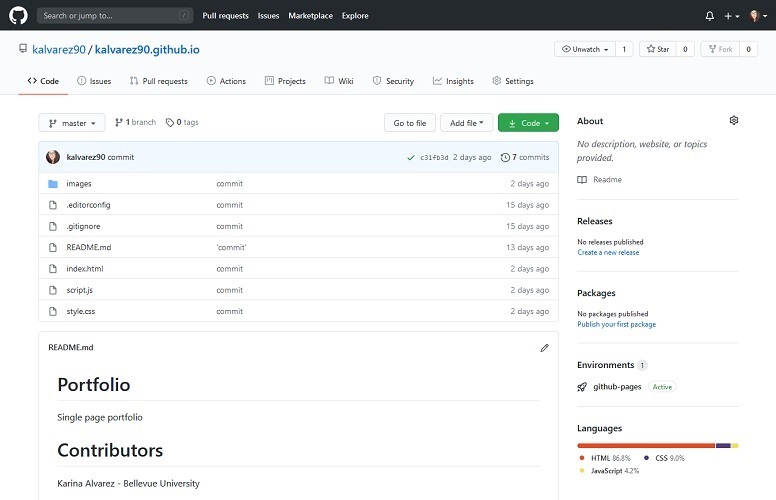 Search or jump to... / Pull requests Issues Marketplace Explore
kalvarez90 / kalvarez90.github.io Unwatch 1 Star 0 Fork 0
Code Issues Pull requests Actions Projects Wiki Security Insights Settings
master 1 branch 0 tags Go to file Add file Code
kalvarez90 commit c31fb3d 2 days ago 7 commits
images commit 2 days ago
.editorconfig commit 15 days ago
.gitignore commit 15 days ago
README.md 'commit' 13 days ago
index.html commit 2 days ago
script.js commit 2 days ago
style.css commit 2 days ago
README.md
Portfolio
Single page portfolio
Contributors
Karina Alvarez - Bellevue University
About
No description, website, or topics
provided.
Readme
Releases
No releases published
Create a new release
Packages
No packages published
Publish your first package
Environments 1
github-pages Active
Languages
HTML 86.8% CSS 9.0%
JavaScript 4.2%